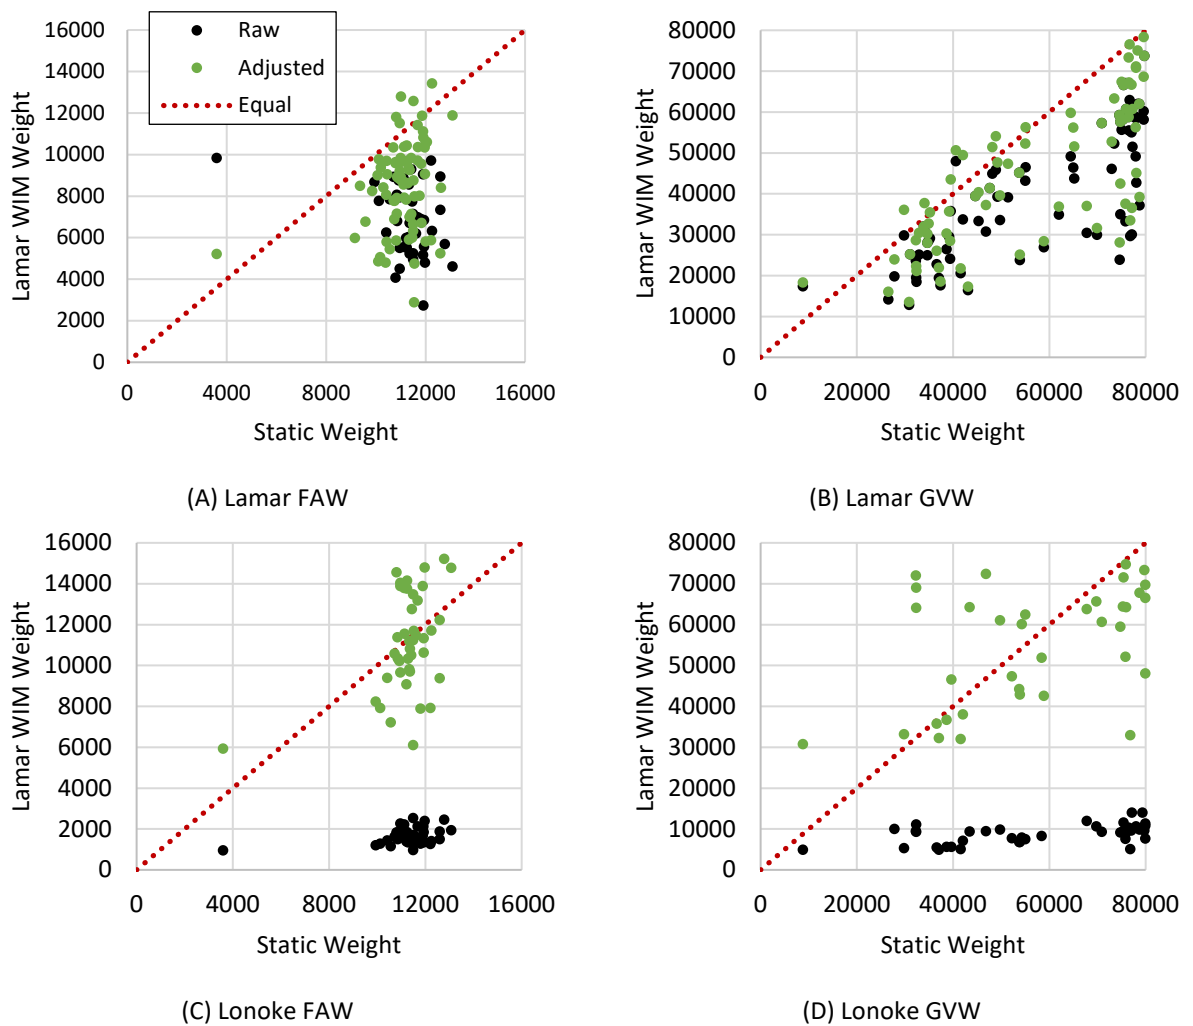 16000
14000
12000
10000
8000
6000
4000
2000
0
Lamar WIM Weight
Raw
Adjusted
Equal
0 4000 8000 12000 16000
Static Weight
(A) Lamar FAW
80000
70000
60000
50000
40000
30000
20000
10000
0
Lamar WIM Weight
0 20000 40000 60000 80000
Static Weight
(B) Lamar GVW
16000
14000
12000
10000
8000
6000
4000
2000
0
Lamar WIM Weight
0 4000 8000 12000 16000
Static Weight
(C) Lonoke FAW
80000
70000
60000
50000
40000
30000
20000
10000
0
Lamar WIM Weight
0 20000 40000 60000 80000
Static Weight
(D) Lonoke GVW